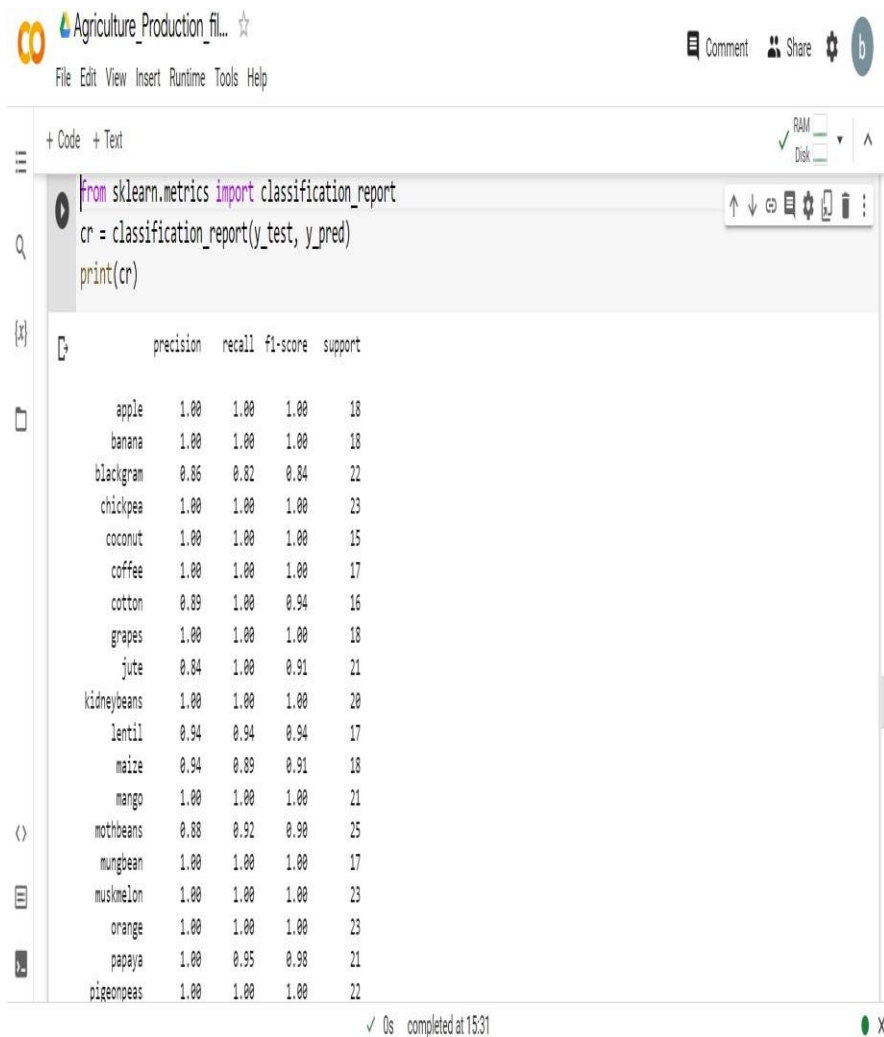 Agriculture_Production_fil...
Comment Share b
File Edit View Insert Runtime Tools Help
+ Code + Text
RAM
Disk
from sklearn.metrics import classification_report
cr = classification_report(y_test, y_pred)
print(cr)
{x}
precision recall f1-score support
apple 1.00 1.00 1.00 18
banana 1.00 1.00 1.00 18
blackgram 0.86 0.82 0.84 22
chickpea 1.00 1.00 1.00 23
coconut 1.00 1.00 1.00 15
coffee 1.00 1.00 1.00 17
cotton 0.89 1.00 0.94 16
grapes 1.00 1.00 1.00 18
jute 0.84 1.00 0.91 21
kidneybeans 1.00 1.00 1.00 20
lentil 0.94 0.94 0.94 17
maize 0.94 0.89 0.91 18
mango 1.00 1.00 1.00 21
mothbeans 0.88 0.92 0.90 25
mungbean 1.00 1.00 1.00 17
muskmelon 1.00 1.00 1.00 23
orange 1.00 1.00 1.00 23
papaya 1.00 0.95 0.98 21
pigeonpeas 1.00 1.00 1.00 22
0s completed at 15:31